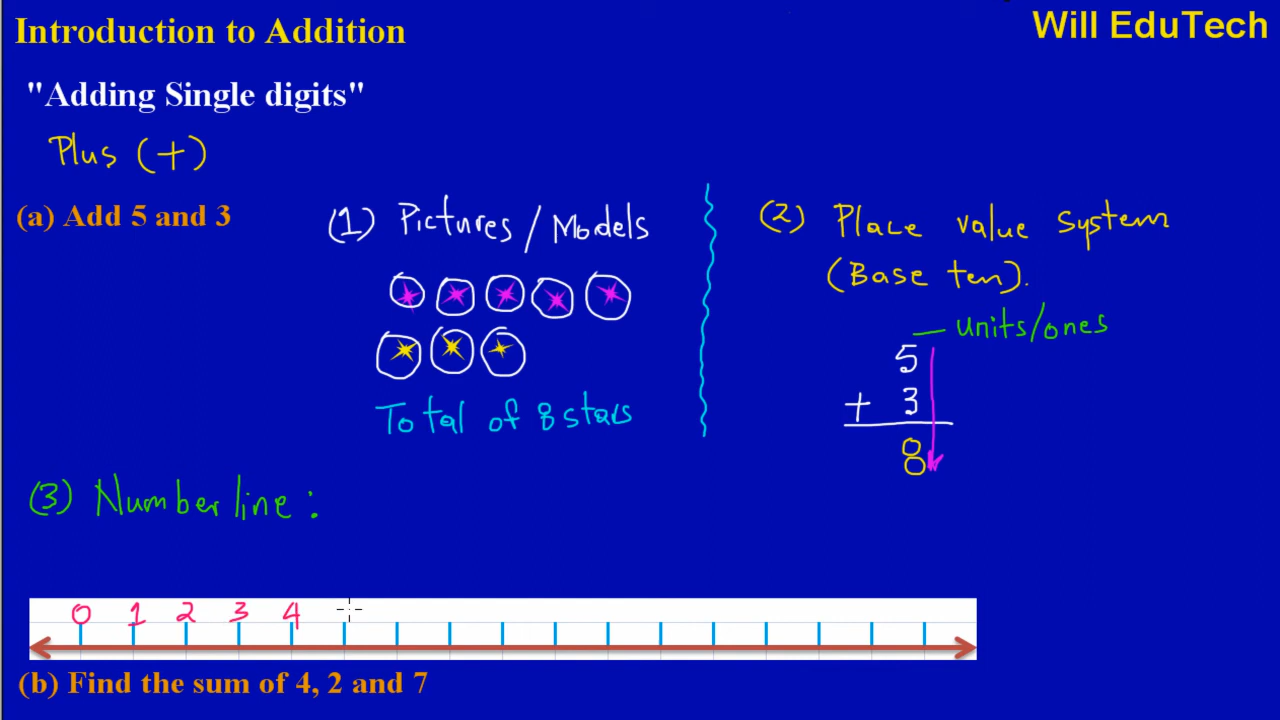 Introduction to Addition
Will EduTech
"Adding Single digits"
Plus (+)
(a) Add 5 and 3
(1) Pictures/Models
Total of 8 stars
(2) Place value system
(Base ten).
units/ones
5
+ 3
8
(3) Number line:
0 1 2 3 4
(b) Find the sum of 4, 2 and 7